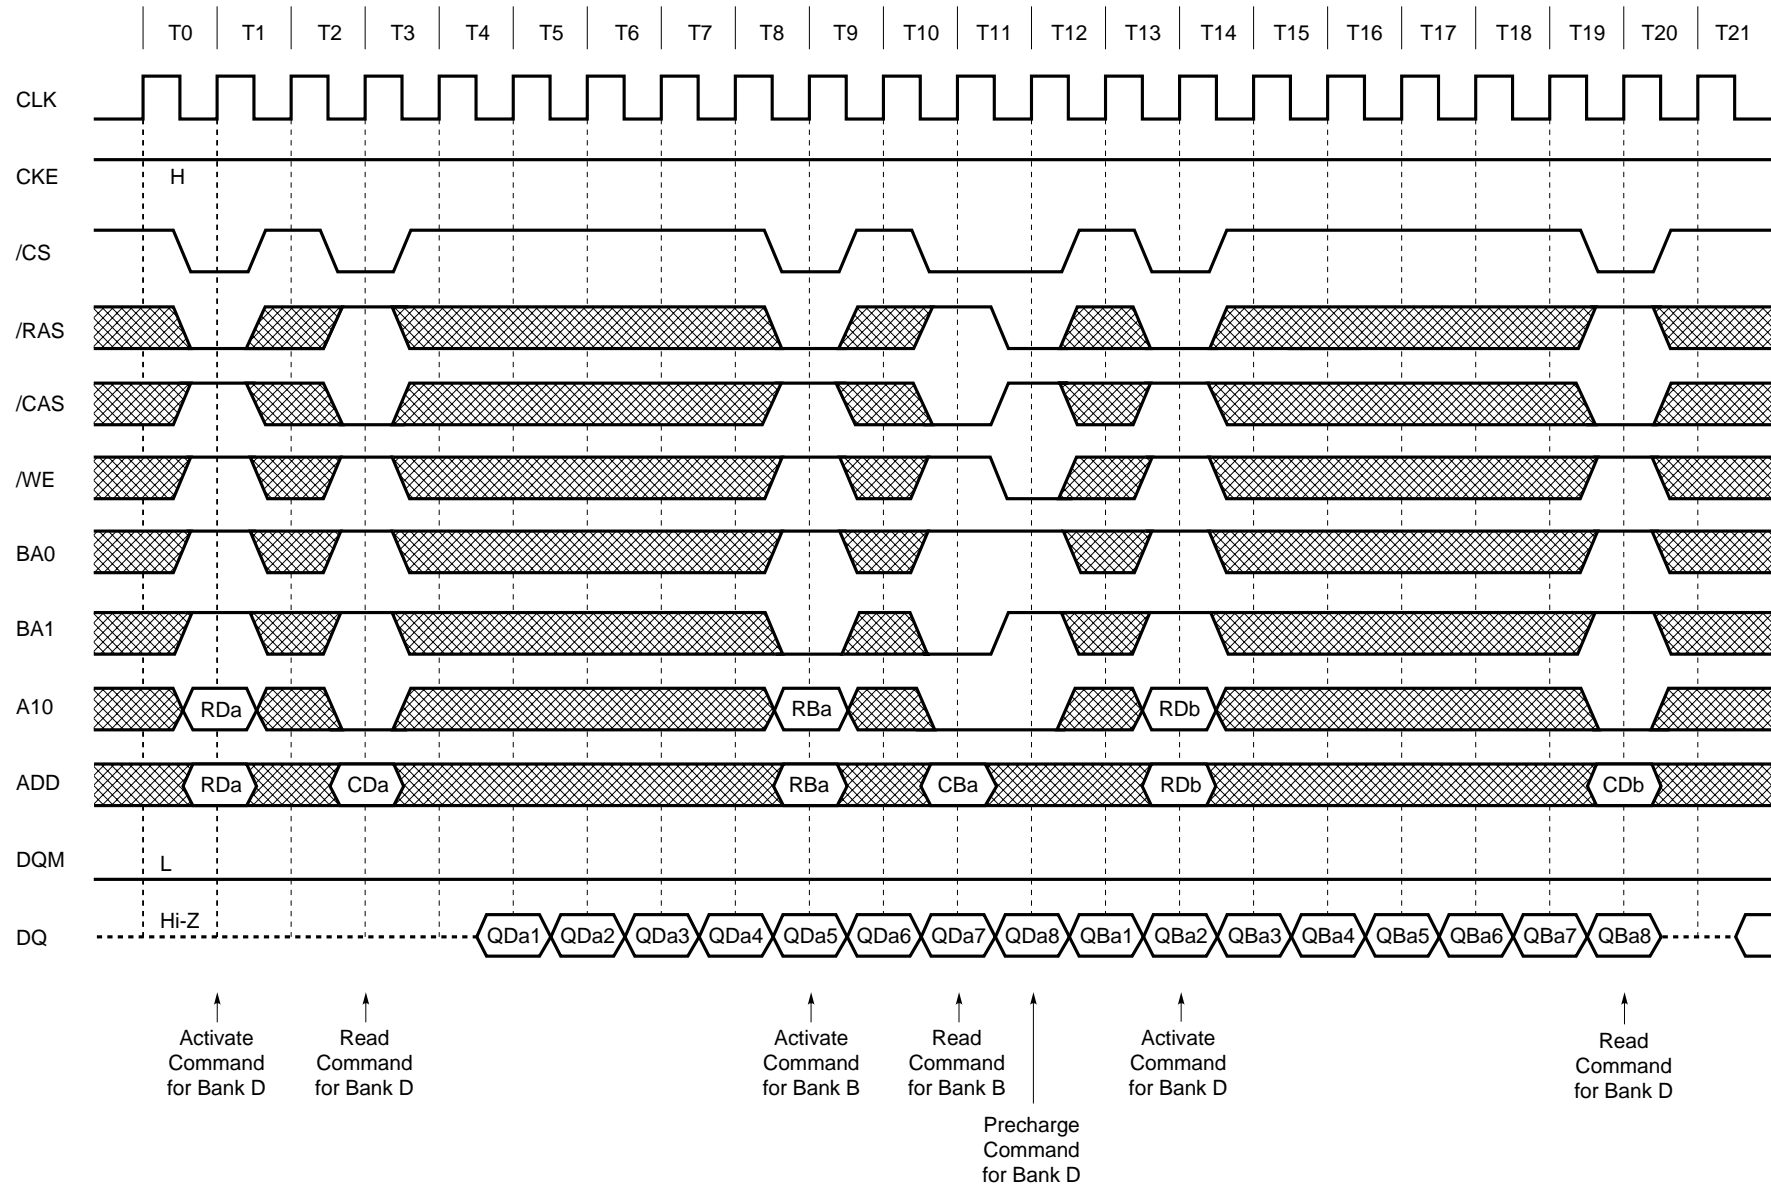 T0 T1 T2 T3 T4 T5 T6 T7 T8 T9 T10 T11 T12 T13 T14 T15 T16 T17 T18 T19 T20 T21
CLK
CKE H
/CS
/RAS
/CAS
/WE
BA0
BA1
A10 RDa RBa RDb
ADD RDa CDa RBa CBa RDb CDb
DQM L
DQ Hi-Z QDa1 QDa2 QDa3 QDa4 QDa5 QDa6 QDa7 QDa8 QBa1 QBa2 QBa3 QBa4 QBa5 QBa6 QBa7 QBa8
Activate
Command
for Bank D
Read
Command
for Bank D
Activate
Command
for Bank B
Read
Command
for Bank B
Precharge
Command
for Bank D
Activate
Command
for Bank D
Read
Command
for Bank D